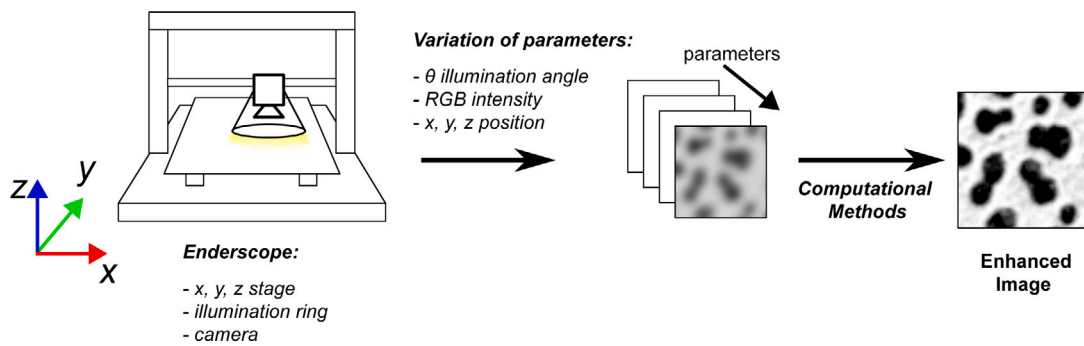 Variation of parameters:
- θ illumination angle
- RGB intensity
- x, y, z position
parameters
z
y
x
Enderscope:
- x, y, z stage
- illumination ring
- camera
Computational
Methods
Enhanced
Image